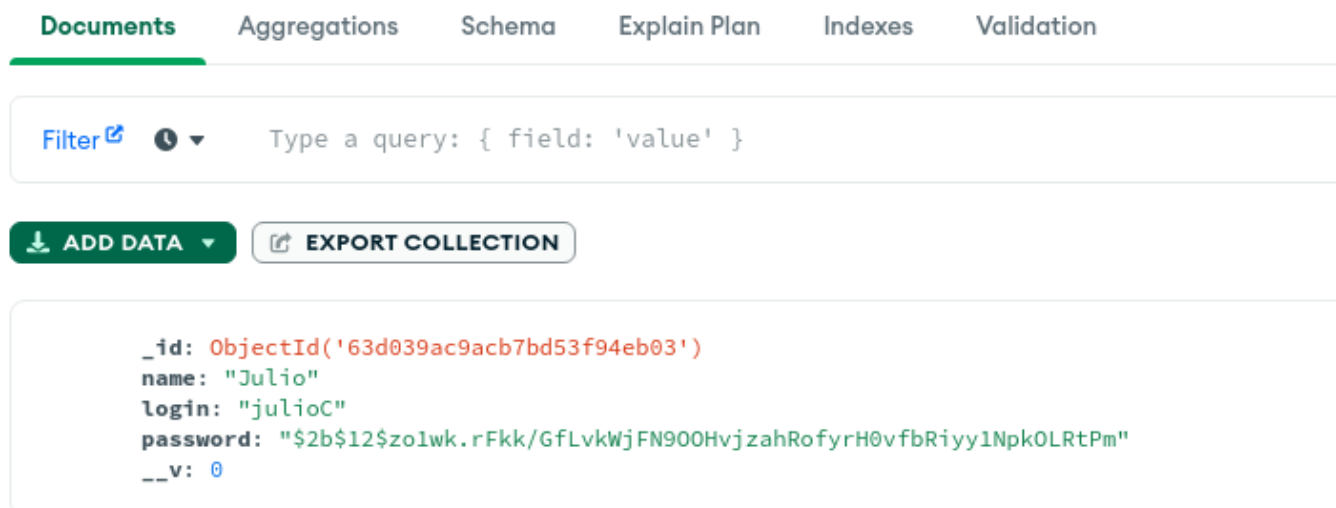 Documents Aggregations Schema Explain Plan Indexes Validation
Filter Type a query: { field: 'value' }
ADD DATA EXPORT COLLECTION
_id: ObjectId('63d039ac9acb7bd53f94eb03')
name: "Julio"
login: "julioC"
password: "$2b$12$zo1wk.rFkk/GfLvkWjFN9OOHvjzahRofyrH0vfbRiyy1NpkOLRtPm"
__v: 0